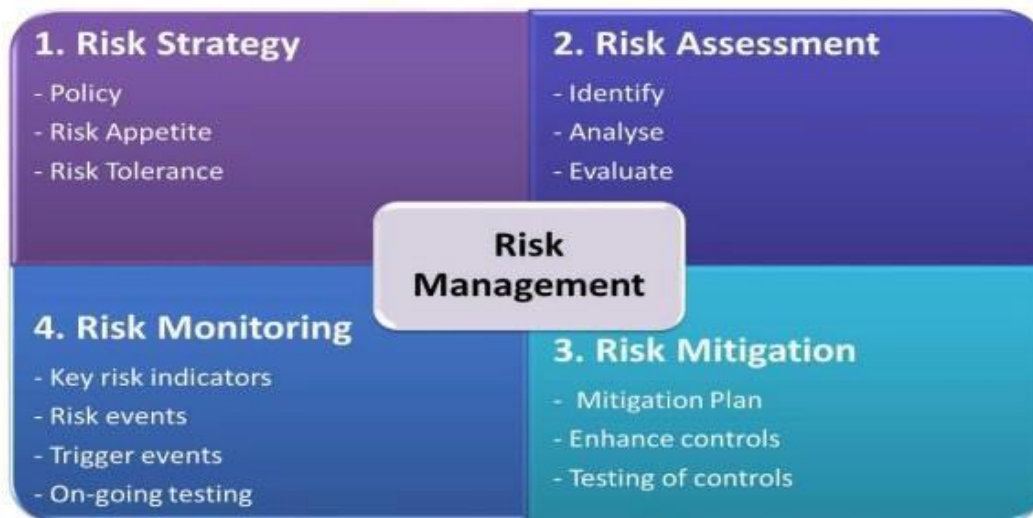 1. Risk Strategy
- Policy
- Risk Appetite
- Risk Tolerance
2. Risk Assessment
- Identify
- Analyse
- Evaluate
Risk
Management
3. Risk Mitigation
- Mitigation Plan
- Enhance controls
- Testing of controls
4. Risk Monitoring
- Key risk indicators
- Risk events
- Trigger events
- On-going testing